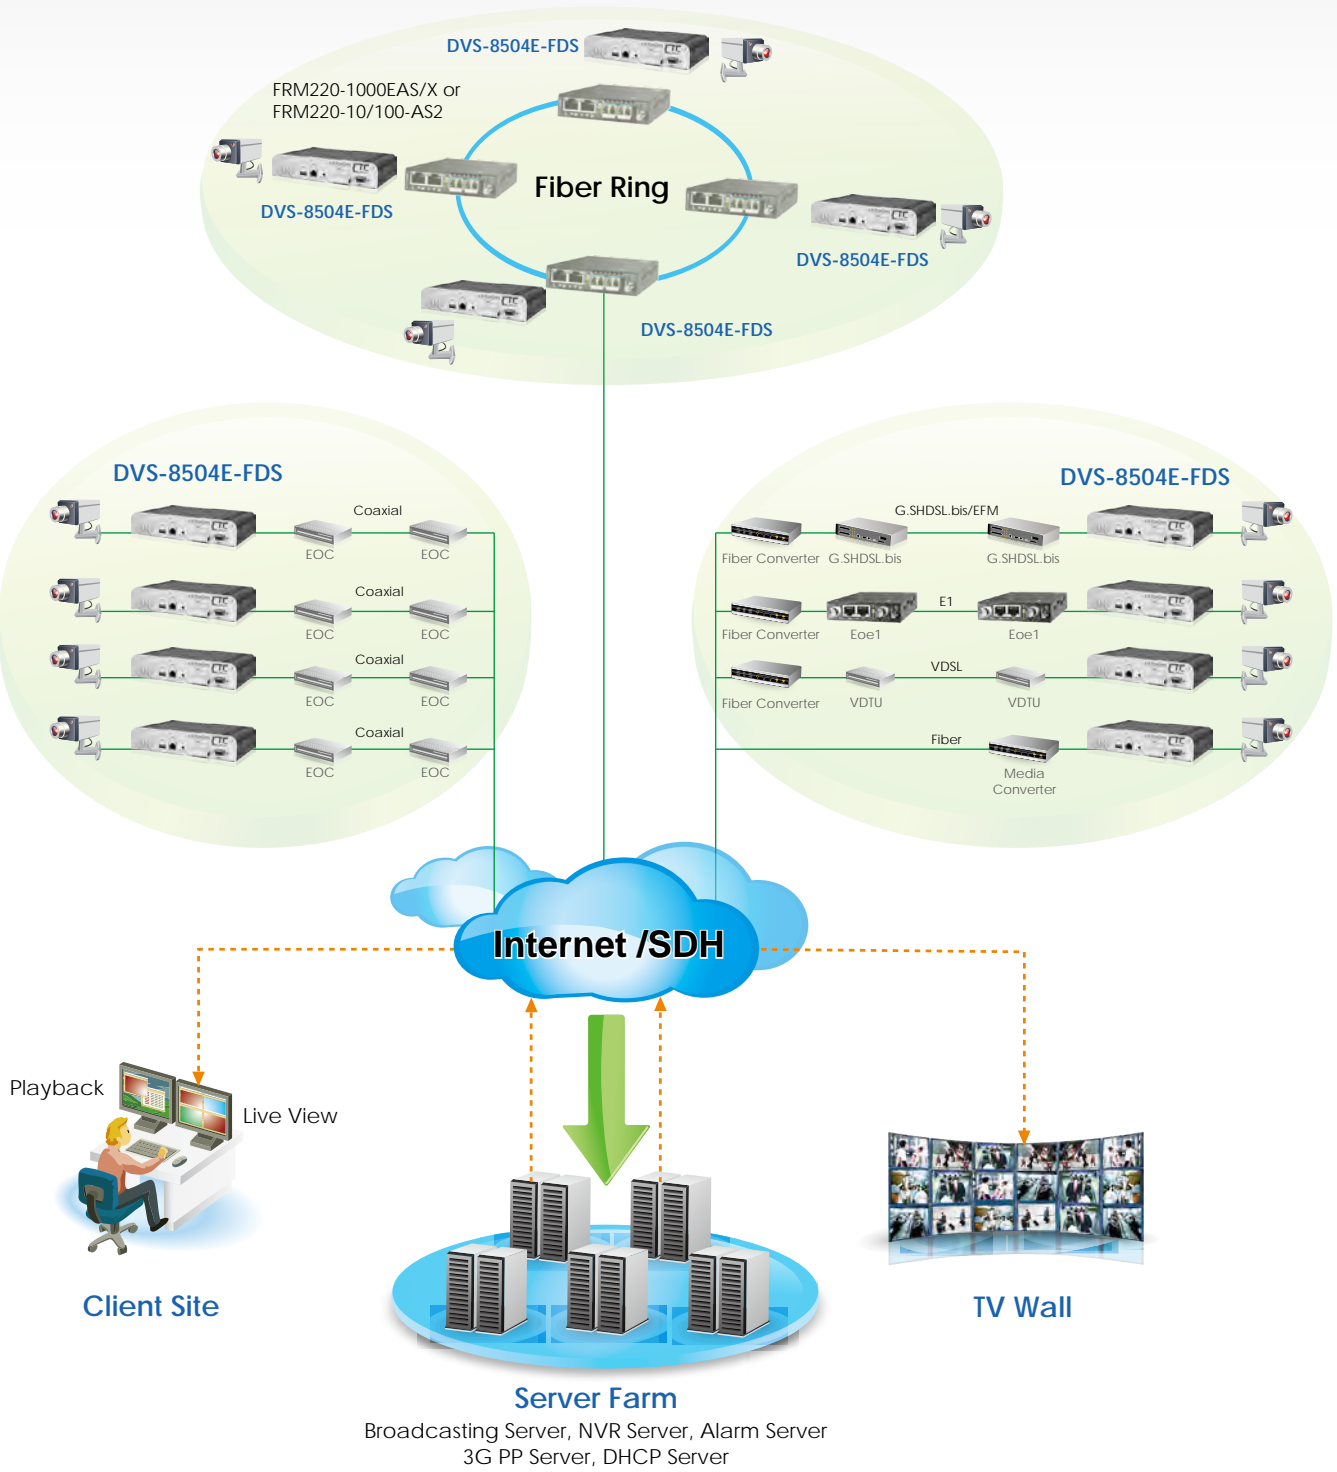 DVS-8504E-FDS
FRM220-1000EAS/X or
FRM220-10/100-AS2
Fiber Ring
DVS-8504E-FDS
DVS-8504E-FDS
DVS-8504E-FDS
DVS-8504E-FDS
Coaxial
EOC
EOC
Coaxial
EOC
EOC
Coaxial
EOC
EOC
Coaxial
EOC
EOC
DVS-8504E-FDS
G.SHDSL.bis/EFM
Fiber Converter
G.SHDSL.bis
G.SHDSL.bis
E1
Fiber Converter
Eoe1
Eoe1
VDSL
Fiber Converter
VDTU
VDTU
Fiber
Media
Converter
Internet /SDH
Playback
Live View
Client Site
TV Wall
Server Farm
Broadcasting Server, NVR Server, Alarm Server
3G PP Server, DHCP Server